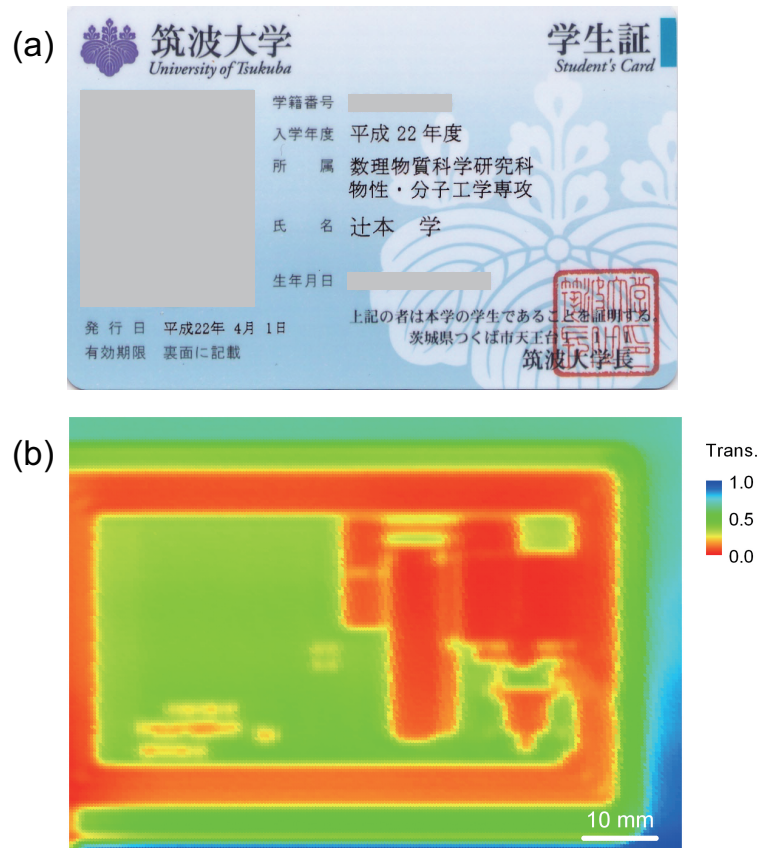 (a)
筑波大学
University of Tsukuba
学生証
Student's Card
学籍番号
入学年度 平成 22 年度
所 属 数理物質科学研究科
物性・分子工学専攻
氏 名 辻本 学
生年月日
上記の者は本学の学生であることを証明する。
発 行 日 平成22年 4月 1日
茨城県つくば市天王台
有効期限 裏面に記載
筑波大学長
(b)
Trans.
1.0
0.5
0.0
10 mm